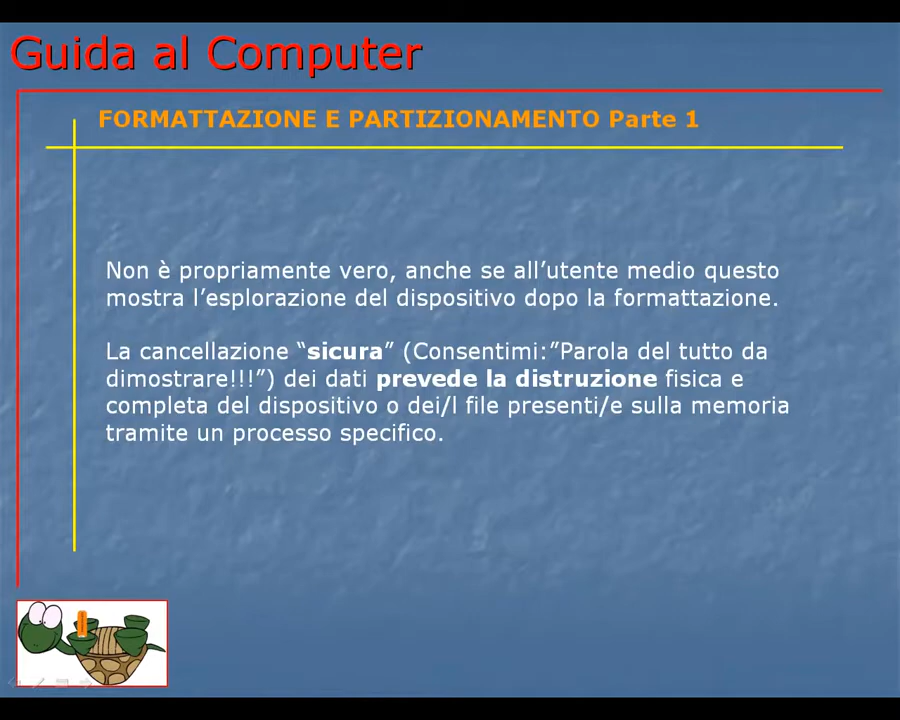 Guida al Computer
FORMATTAZIONE E PARTIZIONAMENTO Parte 1
Non è propriamente vero, anche se all’utente medio questo
mostra l’esplorazione del dispositivo dopo la formattazione.
La cancellazione “sicura” (Consentimi:”Parola del tutto da
dimostrare!!!”) dei dati prevede la distruzione fisica e
completa del dispositivo o dei/l file presenti/e sulla memoria
tramite un processo specifico.